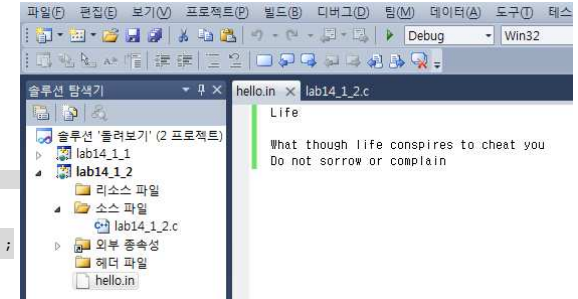 파일(F) 편집(E) 보기(V) 프로젝트(P) 빌드(B) 디버그(D) 팀(M) 데이터(A) 도구(T) 테스
Debug Win32
솔루션 탐색기
hello.in lab14_1_2.c
솔루션 '돌려보기' (2 프로젝트)
lab14_1_1
lab14_1_2
리소스 파일
소스 파일
lab14_1_2.c
외부 종속성
헤더 파일
hello.in
;
Life
What though life conspires to cheat you
Do not sorrow or complain